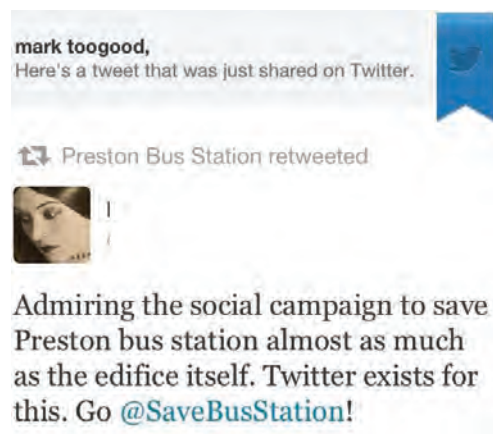 mark toogood,
Here's a tweet that was just shared on Twitter.
Preston Bus Station retweeted
Admiring the social campaign to save
Preston bus station almost as much
as the edifice itself. Twitter exists for
this. Go @SaveBusStation!